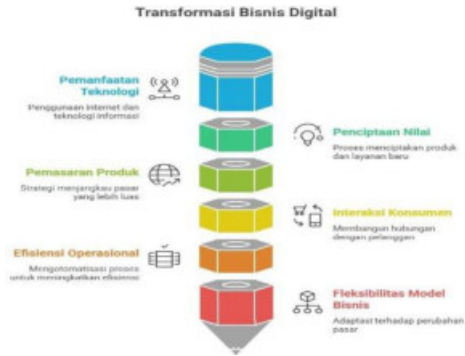 Transformasi Bisnis Digital
Pemanfaatan
Teknologi
Penggunaan Internet dan
teknologi informasi
Penciptaan Nilai
Proses menciptakan produk
dan layanan baru
Pemasaran Produk
Strategi menjangkau pasar
yang lebih luas
Interaksi Konsumen
Membangun hubungan
dengan pelanggan
Efisiensi Operasional
Mengotomatisasi proses
untuk meningkatkan efisiensi
Fleksibilitas Model
Bisnis
Adaptasi terhadap perubahan
pasar